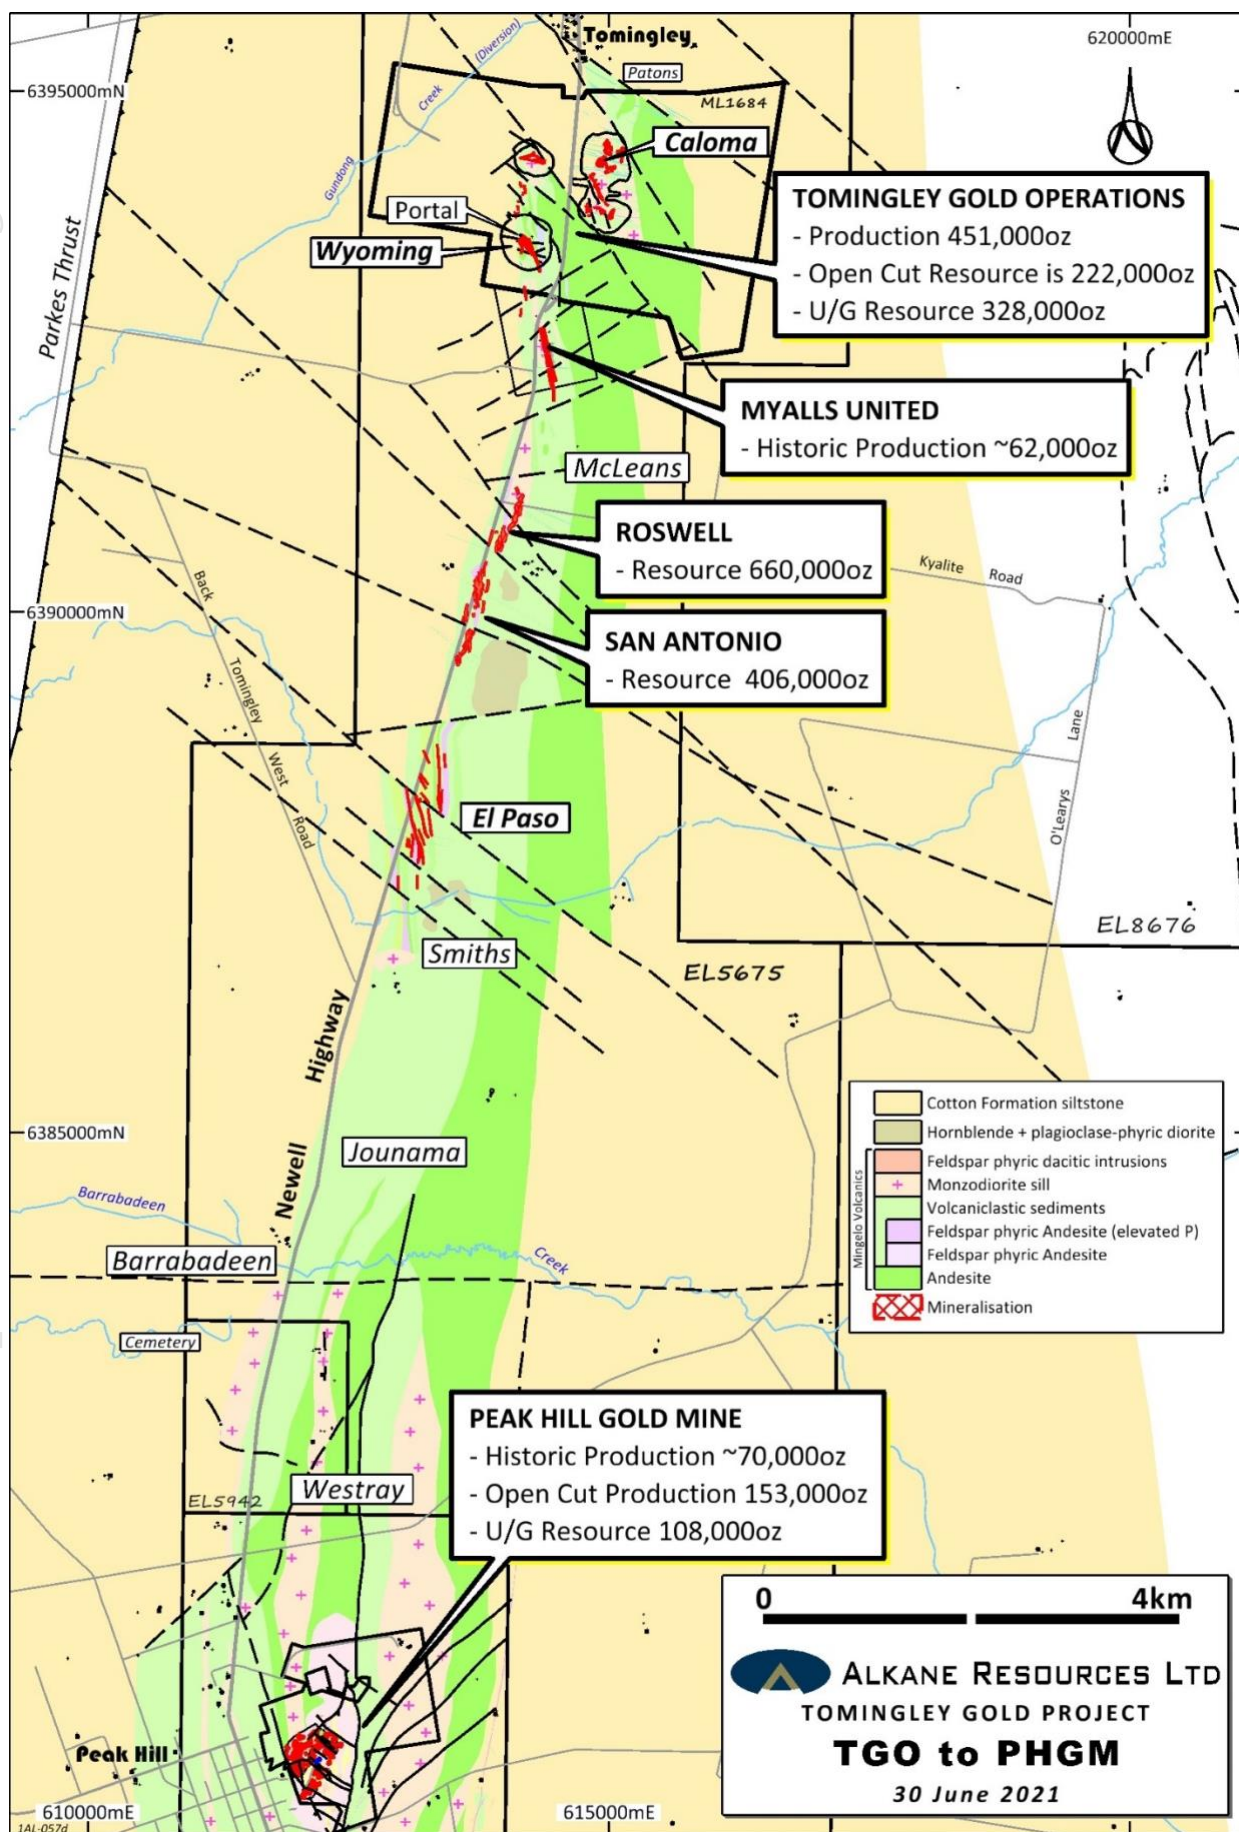 Tomingley
620000mE
(Diversion)
Patons
6395000mN
ML1684
Creek
Caloma
Gundong
TOMINGLEY GOLD OPERATIONS
- Production 451,000oz
- Open Cut Resource is 222,000oz
- U/G Resource 328,000oz
Portal
Wyoming
Parkes Thrust
MYALLS UNITED
- Historic Production ~62,000oz
McLeans
ROSWELL
- Resource 660,000oz
Kyalite Road
Back
Tomingley
West
Road
6390000mN
SAN ANTONIO
- Resource 406,000oz
Lane
O'Learys
El Paso
EL8676
Smiths
EL5675
Highway
Newell
Cotton Formation siltstone
Hornblende + plagioclase-phyric diorite
Feldspar phyric dacitic intrusions
Monzodiorite sill
Volcaniclastic sediments
Feldspar phyric Andesite (elevated P)
Feldspar phyric Andesite
Andesite
Mineralisation
Mingelo Volcanics
6385000mN
Jounama
Barrabadeen
Barrabadeen
Creek
Cemetery
PEAK HILL GOLD MINE
- Historic Production ~70,000oz
- Open Cut Production 153,000oz
- U/G Resource 108,000oz
Westray
EL5942
0 4km
ALKANE RESOURCES LTD
TOMINGLEY GOLD PROJECT
TGO to PHGM
30 June 2021
Peak Hill
610000mE
615000mE
1AL-057d